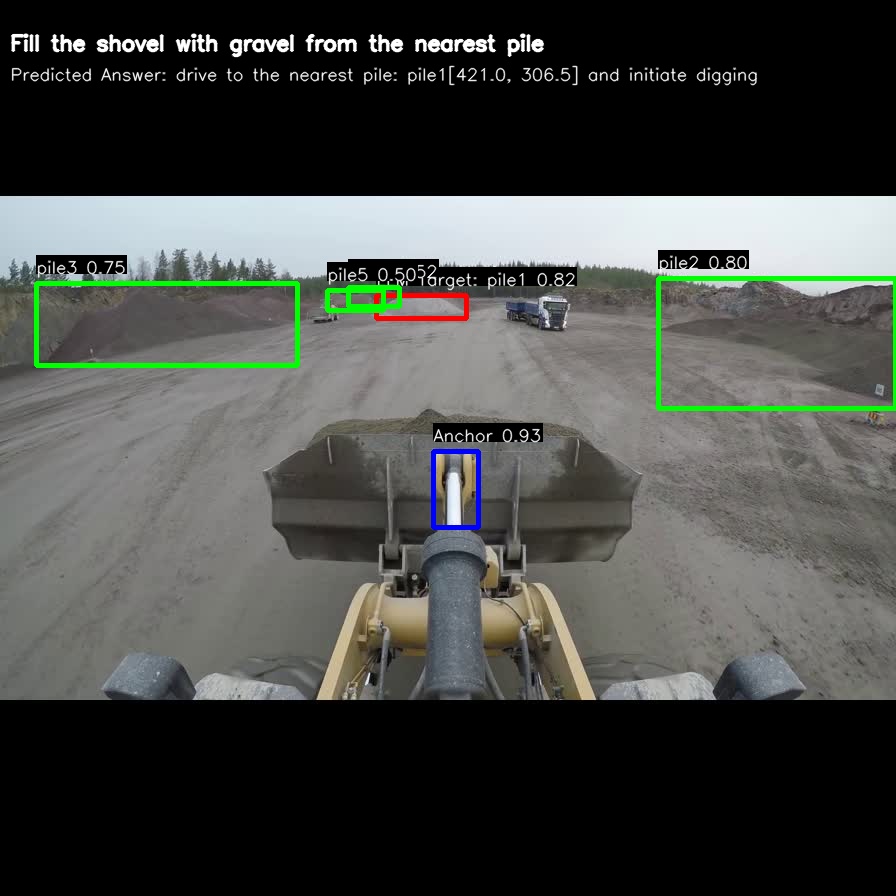 Fill the shovel with gravel from the nearest pile
Predicted Answer: drive to the nearest pile: pile1[421.0, 306.5] and initiate digging
pile2 0.80
pile3 0.75
pile5 0.50
52
Target: pile1 0.82
Anchor 0.93